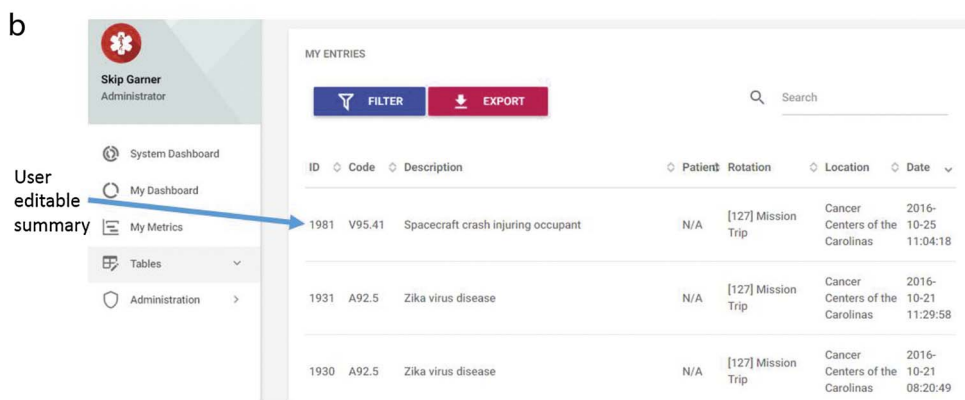 b
Skip Garner
Administrator
System Dashboard
My Dashboard
My Metrics
Tables
Administration
User
editable
summary
MY ENTRIES
FILTER
EXPORT
Search
ID Code Description Patient Rotation Location Date
1981 V95.41 Spacecraft crash injuring occupant N/A [127] Mission Trip Cancer Centers of the Carolinas 2016-10-25 11:04:18
1931 A92.5 Zika virus disease N/A [127] Mission Trip Cancer Centers of the Carolinas 2016-10-21 11:29:58
1930 A92.5 Zika virus disease N/A [127] Mission Trip Cancer Centers of the Carolinas 2016-10-21 08:20:49